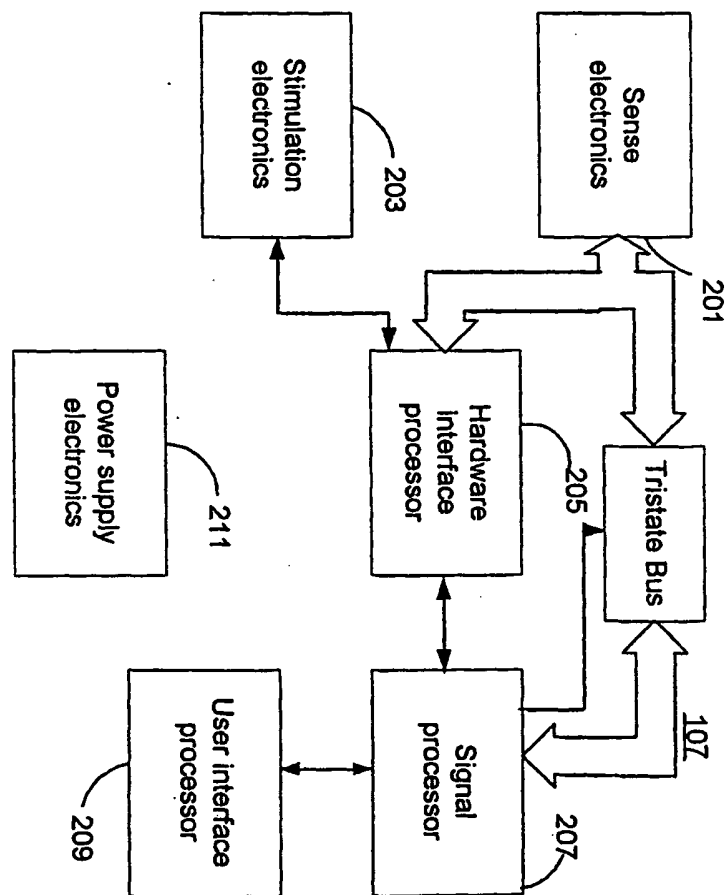 Sense
electronics
201
Tristate Bus
107
Stimulation
electronics
203
Hardware
interface
processor
205
Signal
processor
207
Power supply
electronics
211
User interface
processor
209